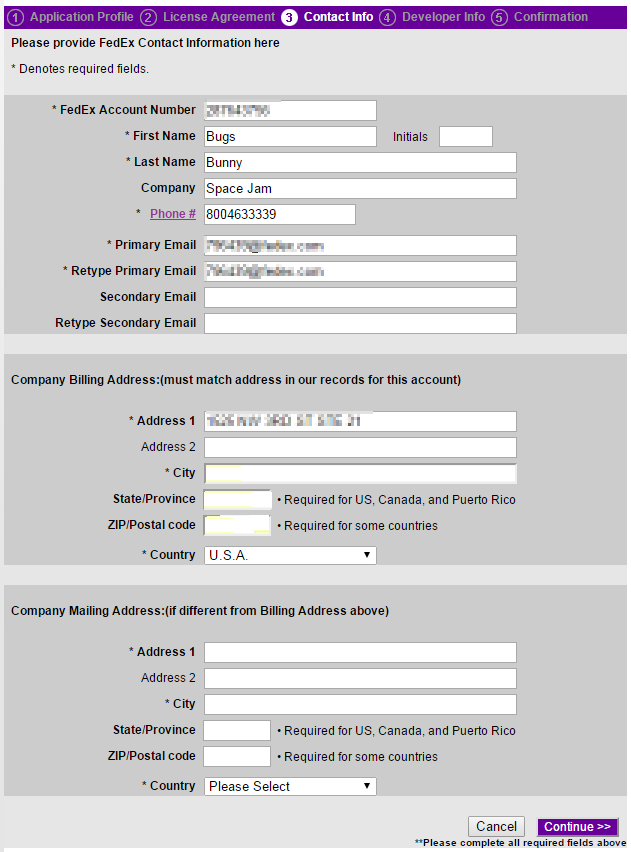 1 Application Profile 2 License Agreement 3 Contact Info 4 Developer Info 5 Confirmation
Please provide FedEx Contact Information here
* Denotes required fields.
* FedEx Account Number
* First Name Bugs Initials
* Last Name Bunny
Company Space Jam
* Phone # 8004633339
* Primary Email
* Retype Primary Email
Secondary Email
Retype Secondary Email
Company Billing Address:(must match address in our records for this account)
* Address 1
Address 2
* City
State/Province • Required for US, Canada, and Puerto Rico
ZIP/Postal code • Required for some countries
* Country U.S.A.
Company Mailing Address:(if different from Billing Address above)
* Address 1
Address 2
* City
State/Province • Required for US, Canada, and Puerto Rico
ZIP/Postal code • Required for some countries
* Country Please Select
Cancel Continue >>
**Please complete all required fields above